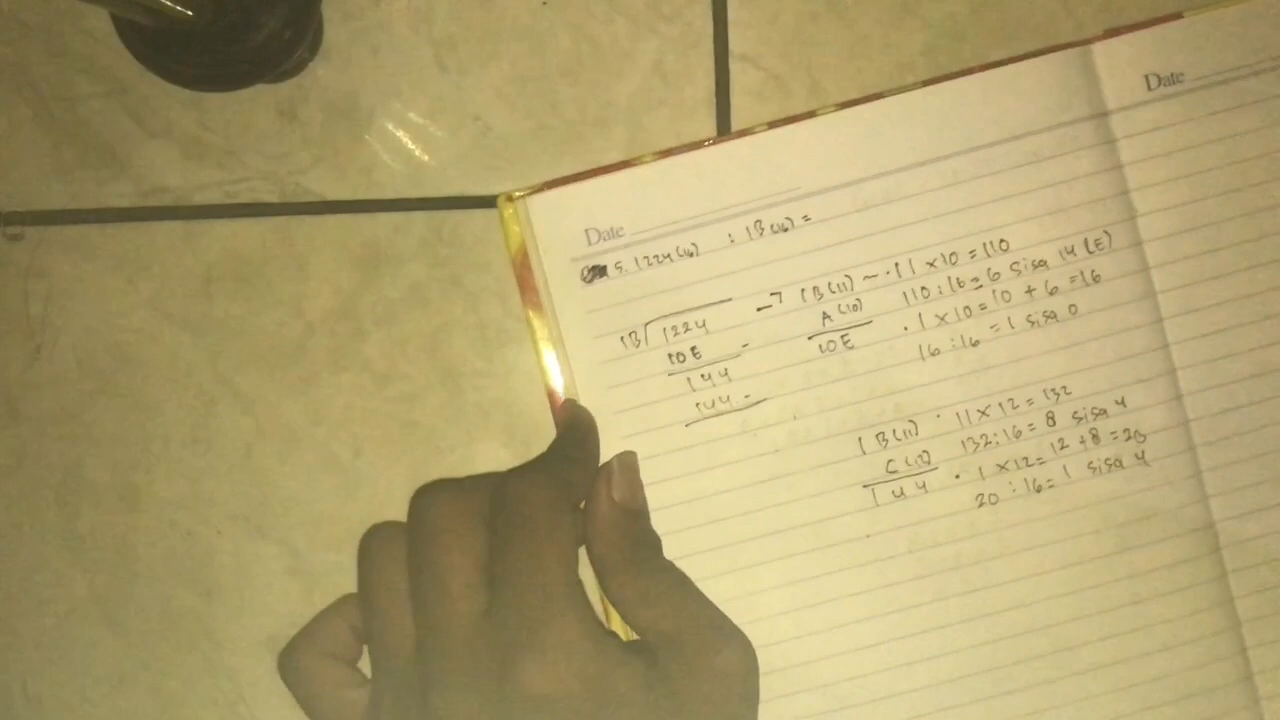 Date
Date
5. 1224(16) : 1B(16) =
1B 1224
10E -
144
144 -
→ 1B(11)
A(10)
10E
· 11 x 10 = 110
110 : 16 = 6 sisa 14 (E)
· 1 x 10 = 10 + 6 = 16
16 : 16 = 1 sisa 0
1B(11)
C(12)
144
· 11 x 12 = 132
132 : 16 = 8 sisa 4
· 1 x 12 = 12 + 8 = 20
20 : 16 = 1 sisa 4